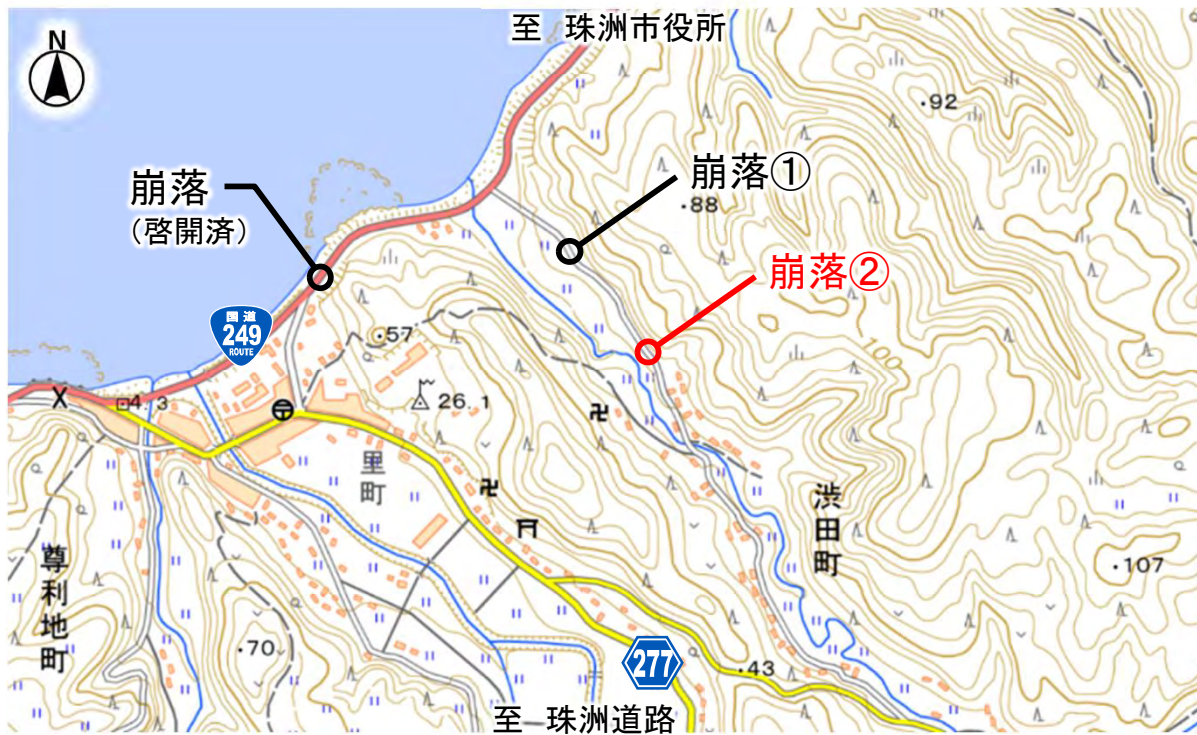 至 珠洲市役所
N
・92
崩落
(啓開済)
崩落①
・88
崩落②
国道
249
ROUTE
・57
100
4.3
26.1
里町
渋田町
尊利地町
・107
・70
277
・43
至 珠洲道路